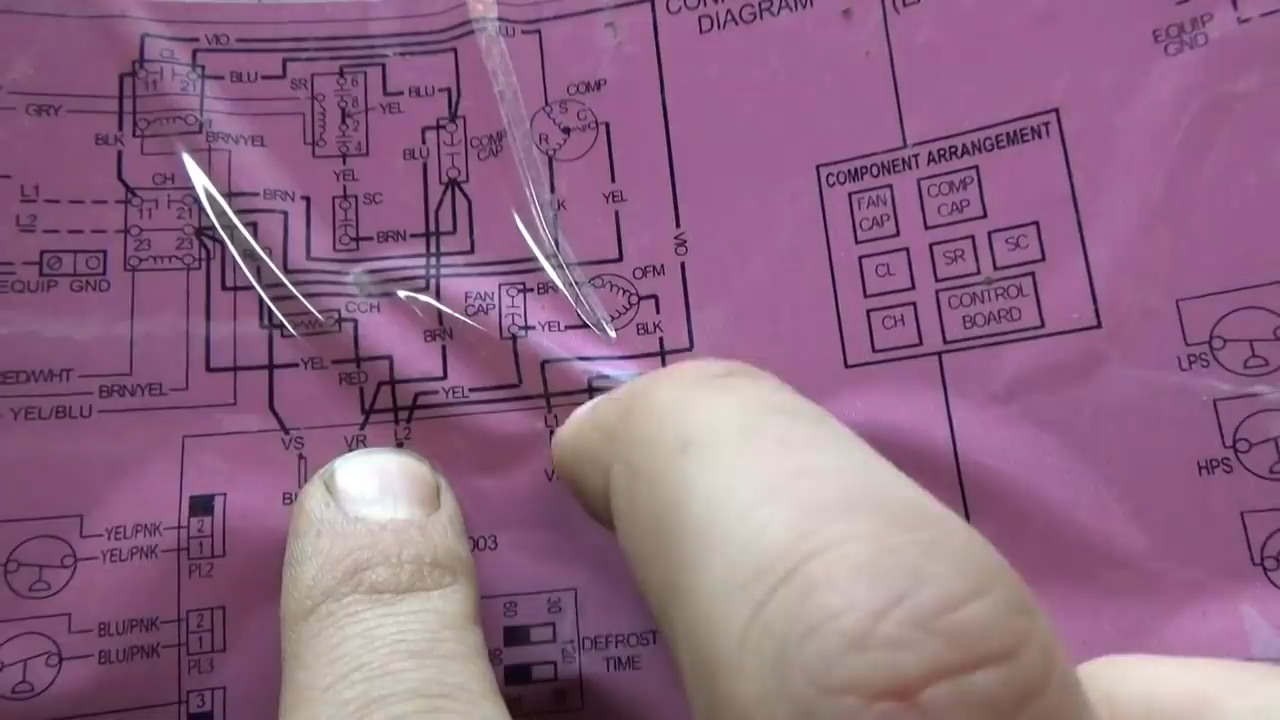 DIAGRAM
EQUIP
GND
VIO
CL
11
21
BLU
SR
6
8
2
4
YEL
BLU
COMP
S
C
R
GRY
BLK
BRN/YEL
BLU
COMP
CAP
YEL
SC
BRN
CH
L1
L2
11
21
BRN
23
23
YEL
VIO
EQUIP GND
CCH
FAN
CAP
YEL
OFM
BLK
BRN
YEL
RED
YEL
BRN/YEL
YEL/BLU
VS
VR
L2
L1
COMPONENT ARRANGEMENT
FAN
CAP
COMP
CAP
CL
SR
SC
CH
CONTROL
BOARD
LPS
HPS
YEL/PNK
YEL/PNK
2
1
PL2
BLU/PNK
BLU/PNK
2
1
PL3
3
60
30
120
DEFROST
TIME